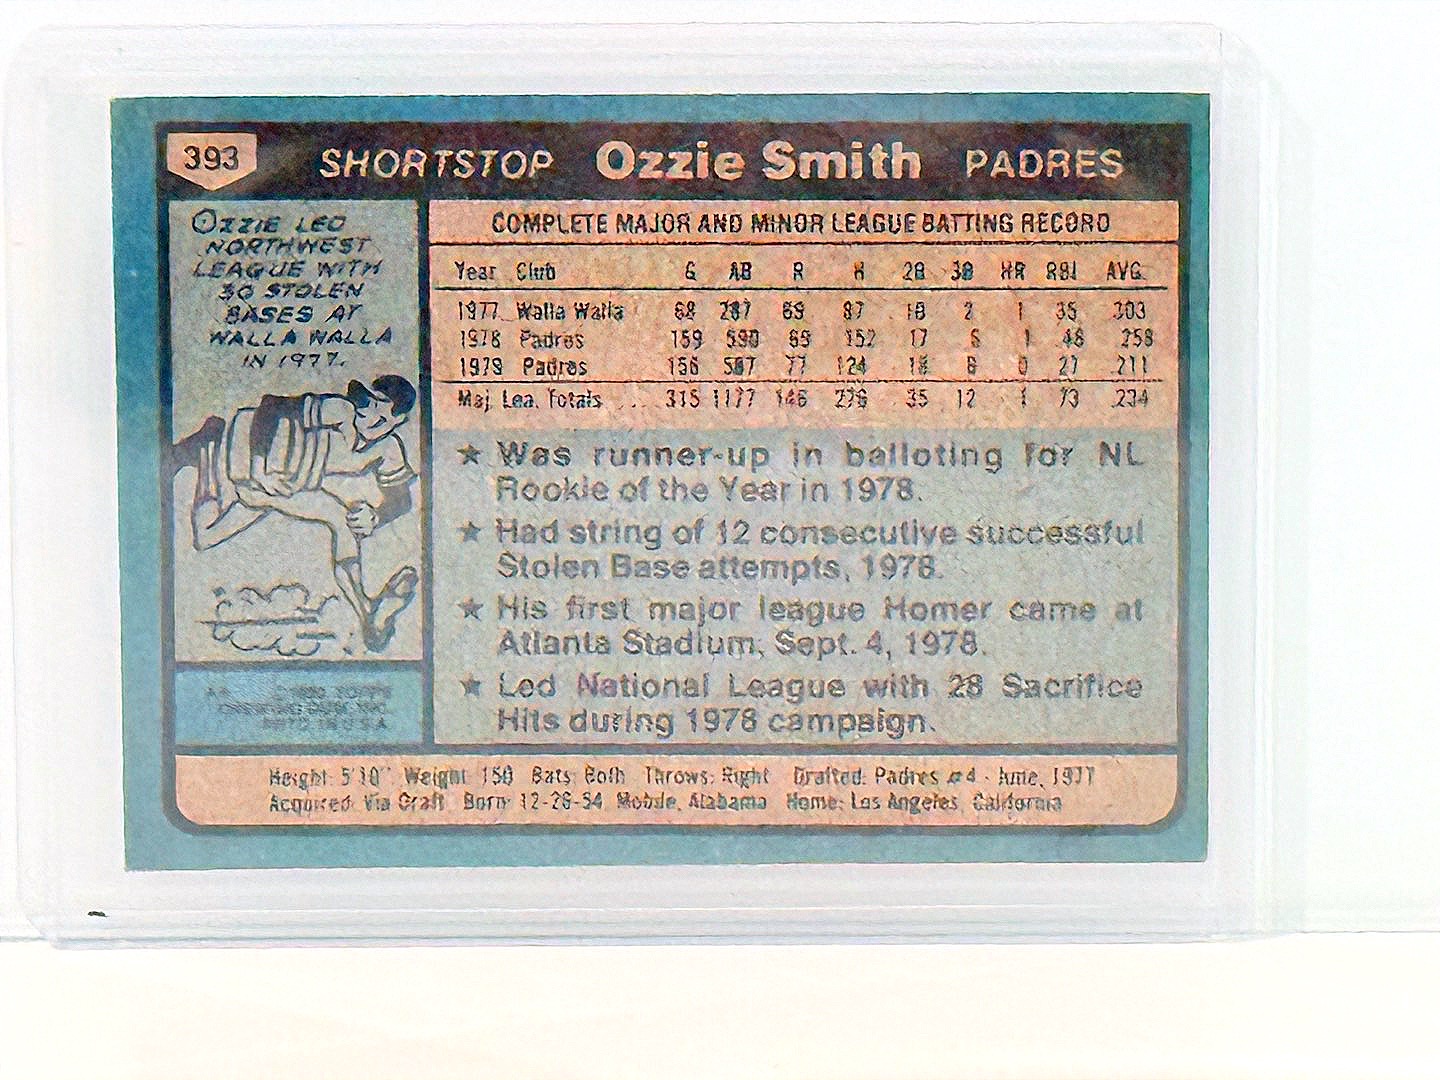 393 SHORTSTOP Ozzie Smith PADRES
OZZIE LED
NORTHWEST
LEAGUE WITH
30 STOLEN
BASES AT
WALLA WALLA
IN 1977.
COMPLETE MAJOR AND MINOR LEAGUE BATTING RECORD
Year Club G AB R H 2B 3B HR RBI AVG.
1977 Walla Walla 68 287 69 87 10 2 1 35 .303
1978 Padres 159 590 69 152 17 6 1 46 .258
1979 Padres 156 587 77 124 18 6 0 27 .211
Maj. Lea. Totals 315 1177 146 276 35 12 1 73 .234
★ Was runner-up in balloting for NL
Rookie of the Year in 1978.
★ Had string of 12 consecutive successful
Stolen Base attempts, 1978.
★ His first major league Homer came at
Atlanta Stadium, Sept. 4, 1978.
★ Led National League with 28 Sacrifice
Hits during 1978 campaign.
© 1980 TOPPS
CHEWING GUM, INC.
PRTD. IN U.S.A.
Height: 5'10" Weight: 150 Bats: Both Throws: Right Drafted: Padres #4 - June, 1977
Acquired: Via Draft Born: 12-26-54 Mobile, Alabama Home: Los Angeles, California